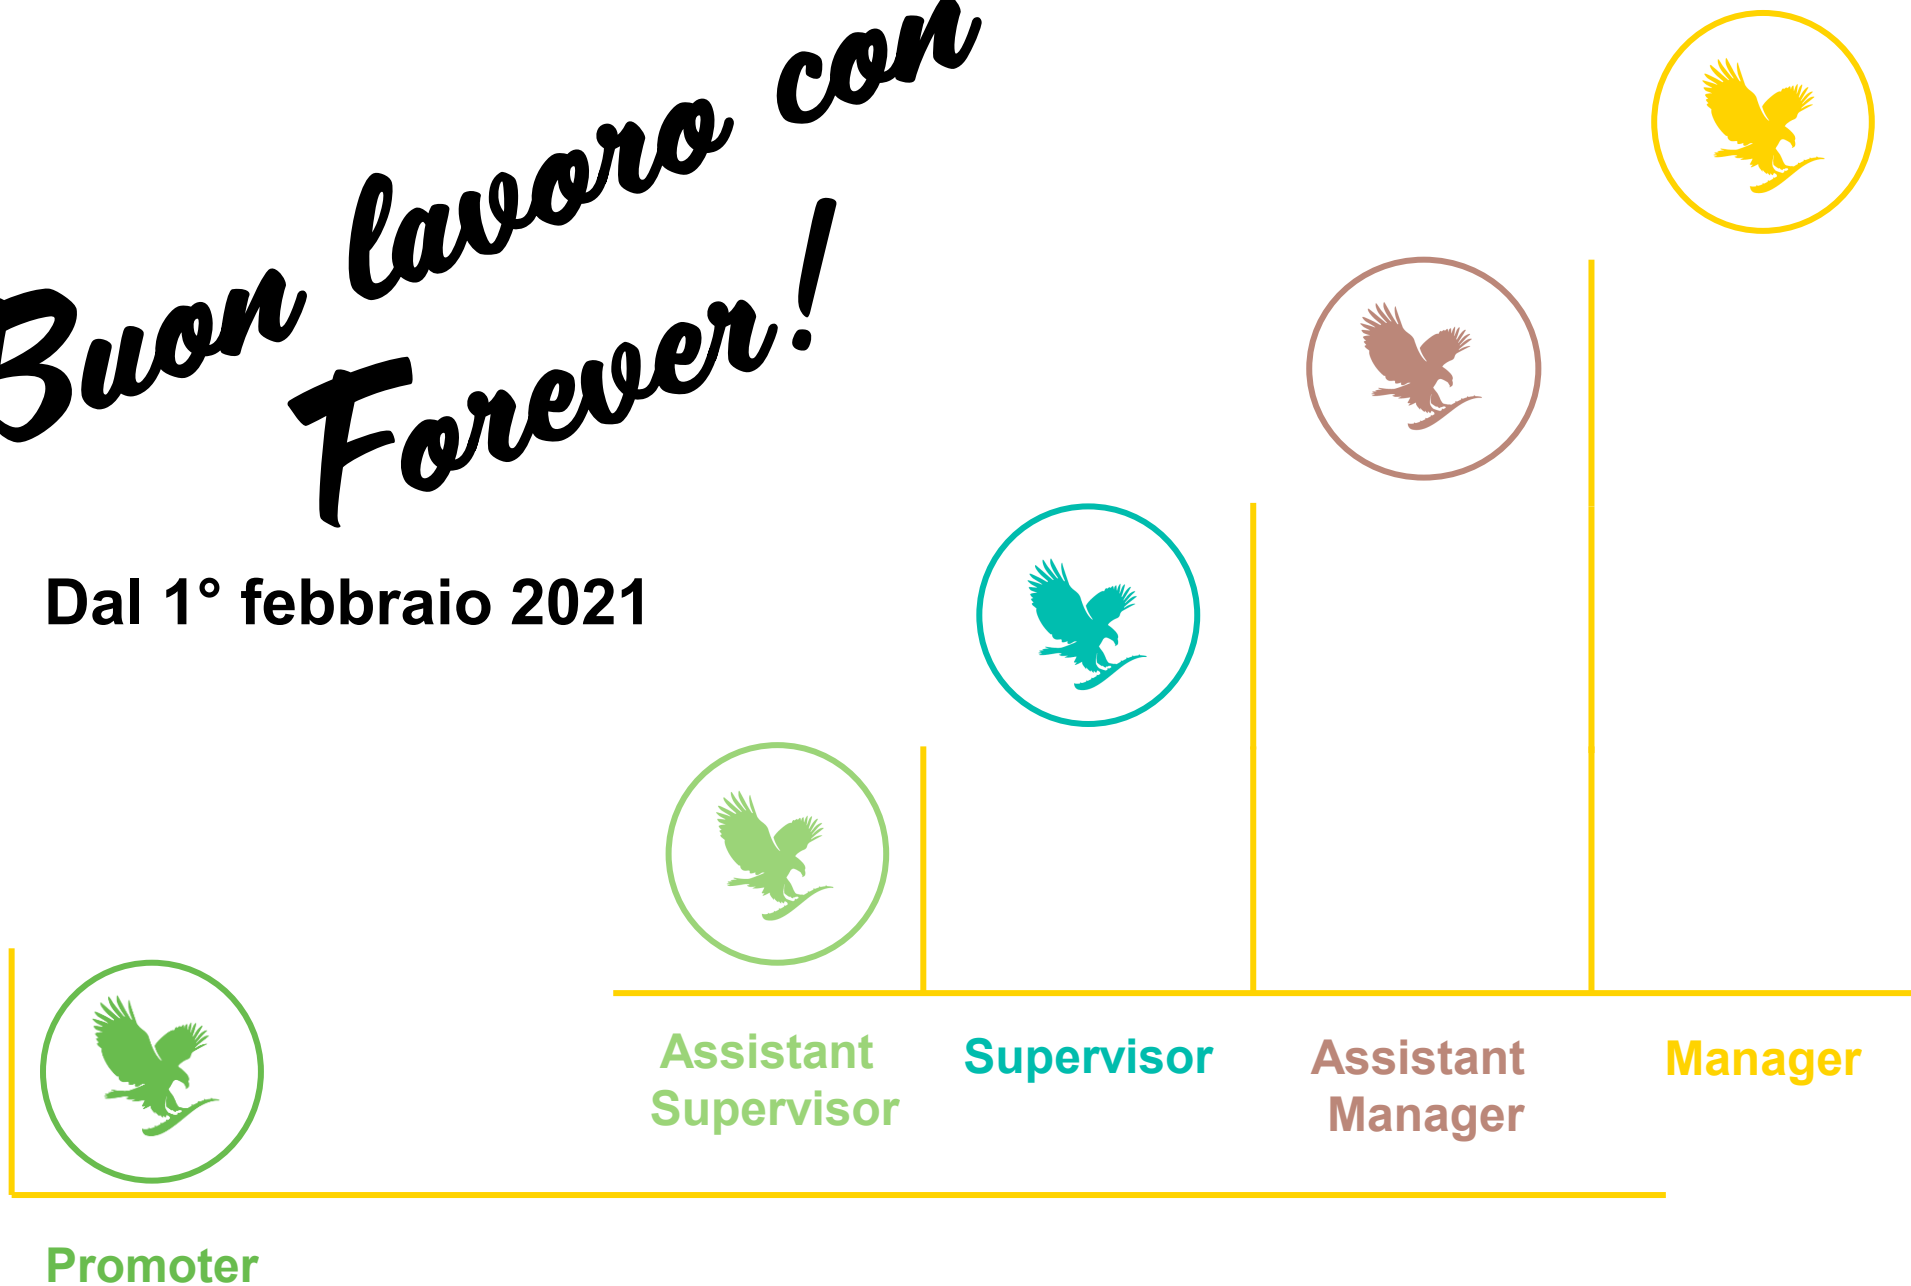 Buon lavoro con
Forever!
Dal 1° febbraio 2021
Assistant
Supervisor
Supervisor
Assistant
Manager
Manager
Promoter